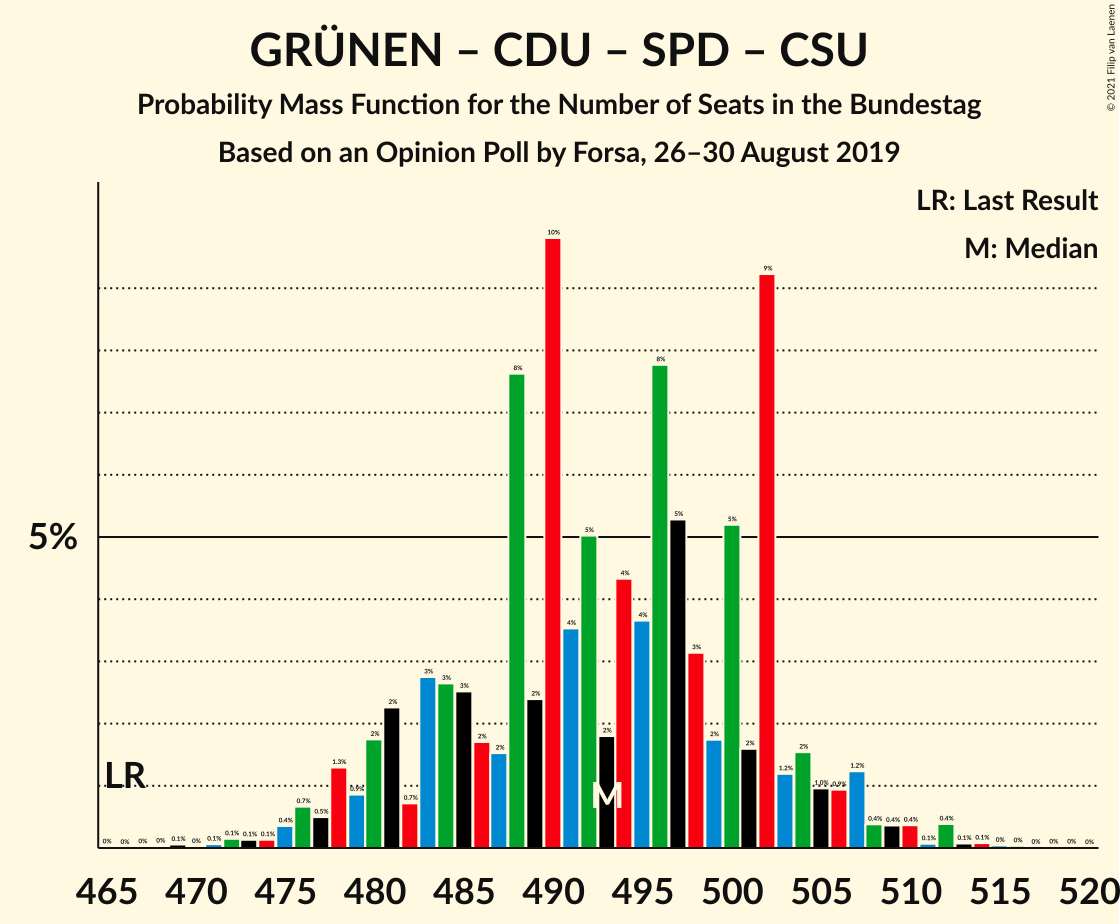 GRÜNEN – CDU – SPD – CSU
Probability Mass Function for the Number of Seats in the Bundestag
Based on an Opinion Poll by Forsa, 26–30 August 2019
© 2021 Filip van Laenen
LR: Last Result
M: Median
5%
LR
M
0% 0% 0% 0% 0.1% 0% 0.1% 0.1% 0.1% 0.1% 0.4% 0.7% 0.5% 1.3% 0.9% 2% 2% 0.7% 3% 3% 3% 2% 2% 8% 2% 10% 4% 5% 2% 4% 4% 8% 5% 3% 2% 5% 2% 9% 1.2% 2% 1.0% 0.9% 1.2% 0.4% 0.4% 0.4% 0.1% 0.4% 0.1% 0.1% 0% 0% 0% 0% 0% 0%
465 470 475 480 485 490 495 500 505 510 515 520